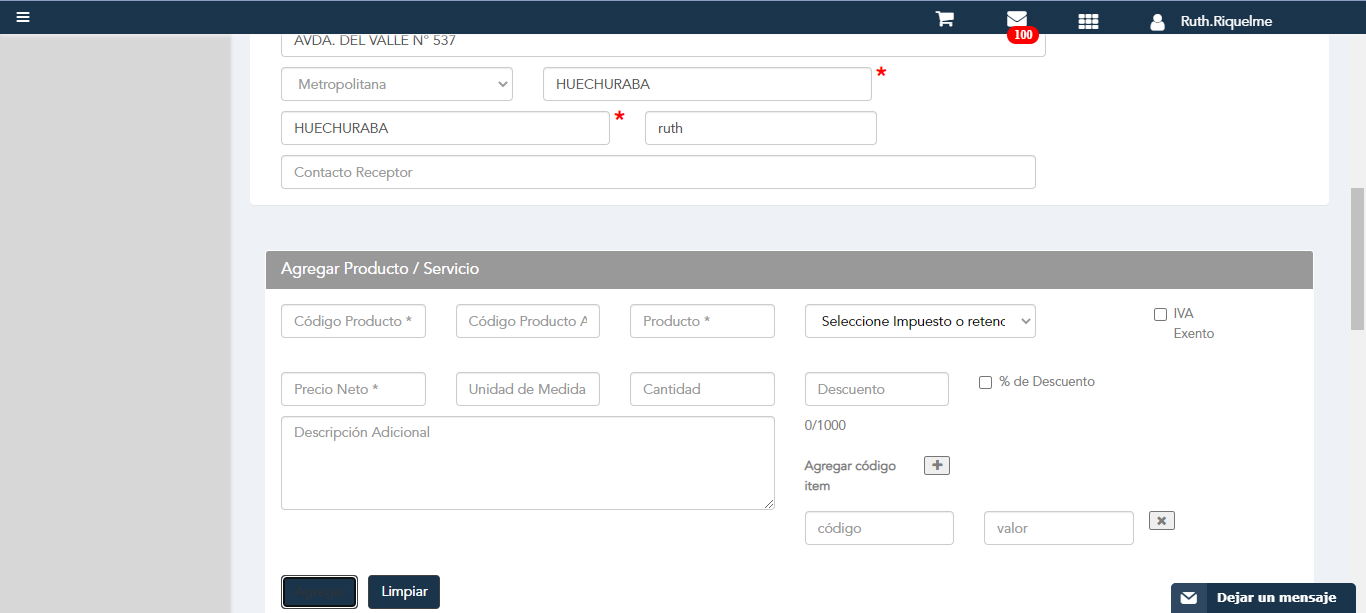 Ruth.Riquelme
100
AVDA. DEL VALLE N° 537
Metropolitana
HUECHURABA *
HUECHURABA *
ruth
Contacto Receptor
Agregar Producto / Servicio
Código Producto *
Código Producto A
Producto *
Seleccione Impuesto o retenc
IVA
Exento
Precio Neto *
Unidad de Medida
Cantidad
Descuento
% de Descuento
Descripción Adicional
0/1000
Agregar código
item
código
valor
Limpiar
Dejar un mensaje